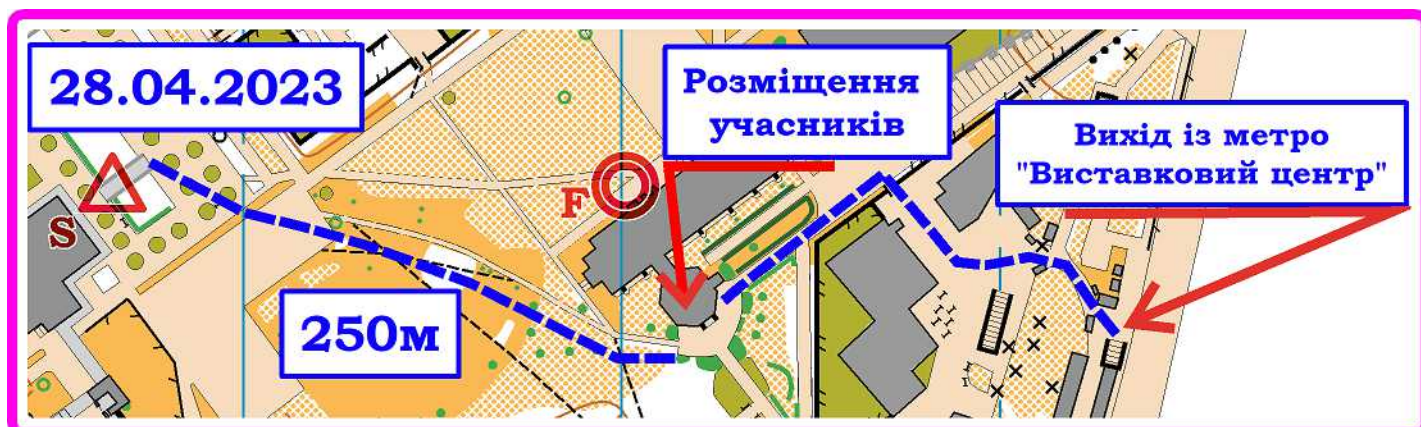 28.04.2023
Розміщення
учасників
Вихід із метро
"Виставковий центр"
F
S
250м